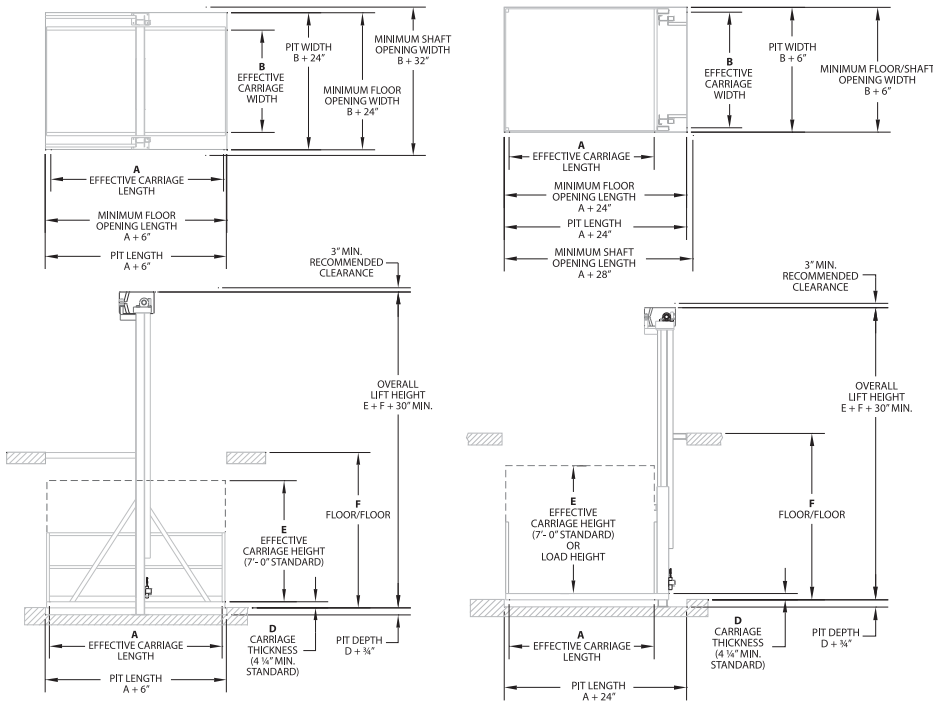 PIT WIDTH
B + 24"
MINIMUM SHAFT
OPENING WIDTH
B + 32"
B
EFFECTIVE
CARRIAGE
WIDTH
MINIMUM FLOOR
OPENING WIDTH
B + 24"
A
EFFECTIVE CARRIAGE
LENGTH
MINIMUM FLOOR
OPENING LENGTH
A + 6"
PIT LENGTH
A + 6"
B
EFFECTIVE
CARRIAGE
WIDTH
PIT WIDTH
B + 6"
MINIMUM FLOOR/SHAFT
OPENING WIDTH
B + 6"
A
EFFECTIVE CARRIAGE
LENGTH
MINIMUM FLOOR
OPENING LENGTH
A + 24"
PIT LENGTH
A + 24"
MINIMUM SHAFT
OPENING LENGTH
A + 28"
3" MIN.
RECOMMENDED
CLEARANCE
OVERALL
LIFT HEIGHT
E + F + 30" MIN.
F
FLOOR/FLOOR
E
EFFECTIVE
CARRIAGE HEIGHT
(7'- 0" STANDARD)
A
EFFECTIVE CARRIAGE
LENGTH
D
CARRIAGE
THICKNESS
(4 ¼" MIN.
STANDARD)
PIT DEPTH
D + ¾"
PIT LENGTH
A + 6"
3" MIN.
RECOMMENDED
CLEARANCE
OVERALL
LIFT HEIGHT
E + F + 30" MIN.
E
EFFECTIVE
CARRIAGE HEIGHT
(7'- 0" STANDARD)
OR
LOAD HEIGHT
F
FLOOR/FLOOR
A
EFFECTIVE CARRIAGE
LENGTH
D
CARRIAGE
THICKNESS
(4 ¼" MIN.
STANDARD)
PIT DEPTH
D + ¾"
PIT LENGTH
A + 24"